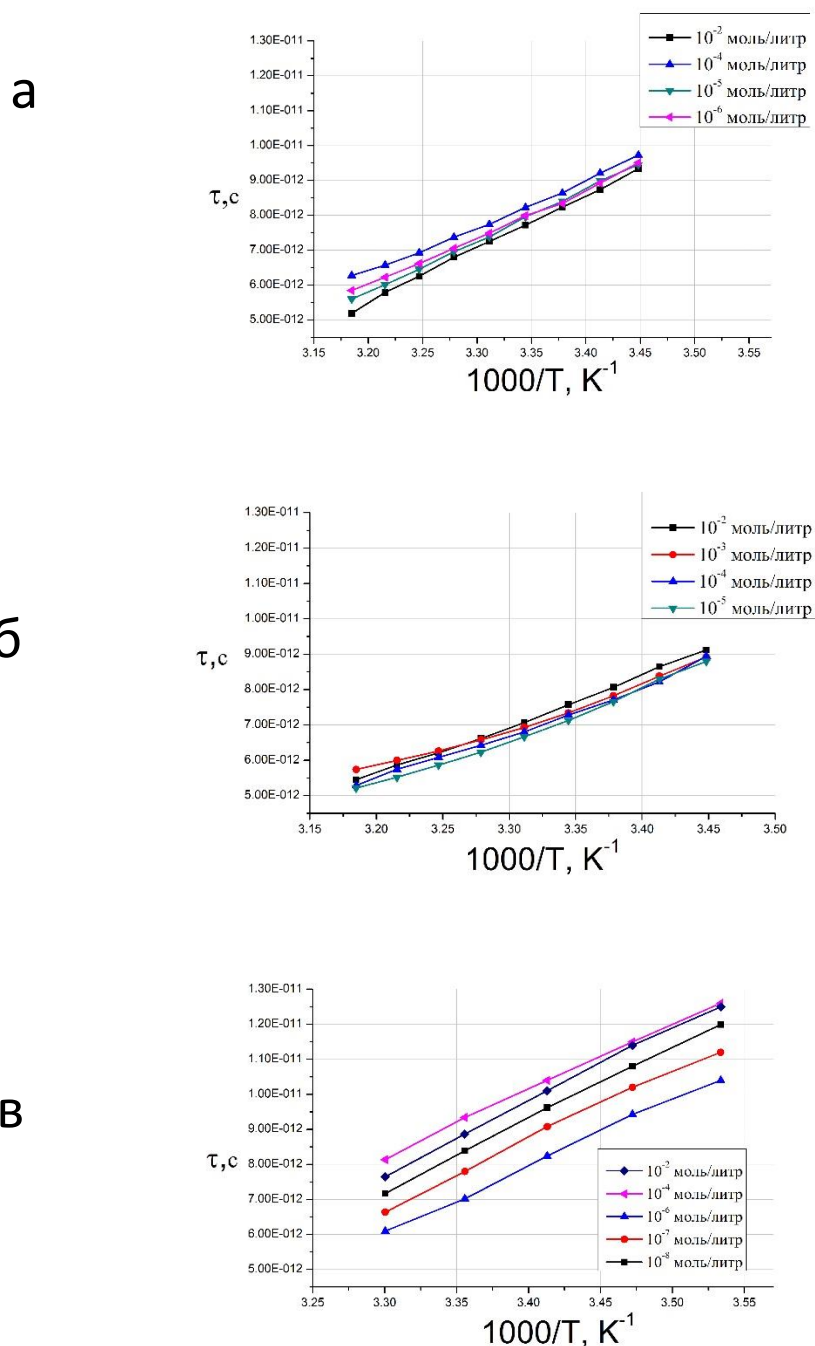 а
10⁻² моль/литр
10⁻⁴ моль/литр
10⁻⁵ моль/литр
10⁻⁶ моль/литр
1.30E-011
1.20E-011
1.10E-011
1.00E-011
9.00E-012
8.00E-012
7.00E-012
6.00E-012
5.00E-012
τ,с
3.15 3.20 3.25 3.30 3.35 3.40 3.45 3.50 3.55
1000/T, K⁻¹
б
10⁻² моль/литр
10⁻³ моль/литр
10⁻⁴ моль/литр
10⁻⁵ моль/литр
1.30E-011
1.20E-011
1.10E-011
1.00E-011
9.00E-012
8.00E-012
7.00E-012
6.00E-012
5.00E-012
τ,с
3.15 3.20 3.25 3.30 3.35 3.40 3.45 3.50
1000/T, K⁻¹
в
1.30E-011
1.20E-011
1.10E-011
1.00E-011
9.00E-012
8.00E-012
7.00E-012
6.00E-012
5.00E-012
τ,с
10⁻² моль/литр
10⁻⁴ моль/литр
10⁻⁶ моль/литр
10⁻⁷ моль/литр
10⁻⁸ моль/литр
3.25 3.30 3.35 3.40 3.45 3.50 3.55
1000/T, K⁻¹